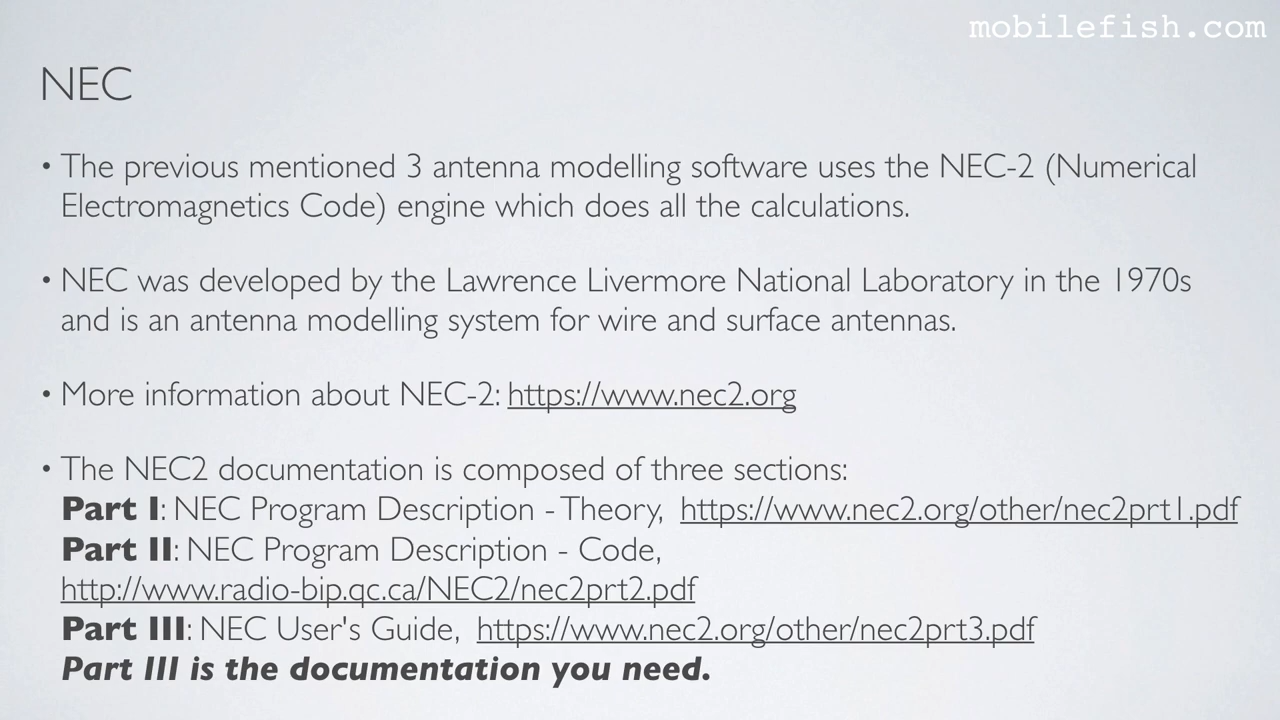 mobilefish.com
NEC
• The previous mentioned 3 antenna modelling software uses the NEC-2 (Numerical
Electromagnetics Code) engine which does all the calculations.
• NEC was developed by the Lawrence Livermore National Laboratory in the 1970s
and is an antenna modelling system for wire and surface antennas.
• More information about NEC-2: https://www.nec2.org
• The NEC2 documentation is composed of three sections:
Part I: NEC Program Description - Theory, https://www.nec2.org/other/nec2prt1.pdf
Part II: NEC Program Description - Code,
http://www.radio-bip.qc.ca/NEC2/nec2prt2.pdf
Part III: NEC User's Guide, https://www.nec2.org/other/nec2prt3.pdf
Part III is the documentation you need.